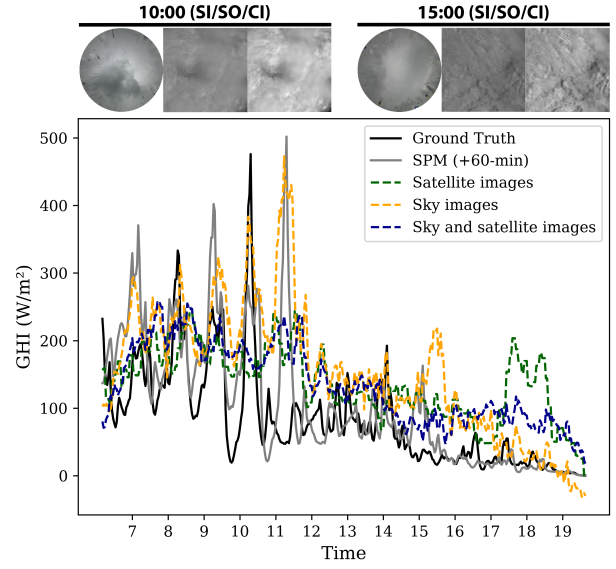 10:00 (SI/SO/CI)
15:00 (SI/SO/CI)
Ground Truth
SPM (+60-min)
Satellite images
Sky images
Sky and satellite images
GHI (W/m²)
500
400
300
200
100
0
7 8 9 10 11 12 13 14 15 16 17 18 19
Time